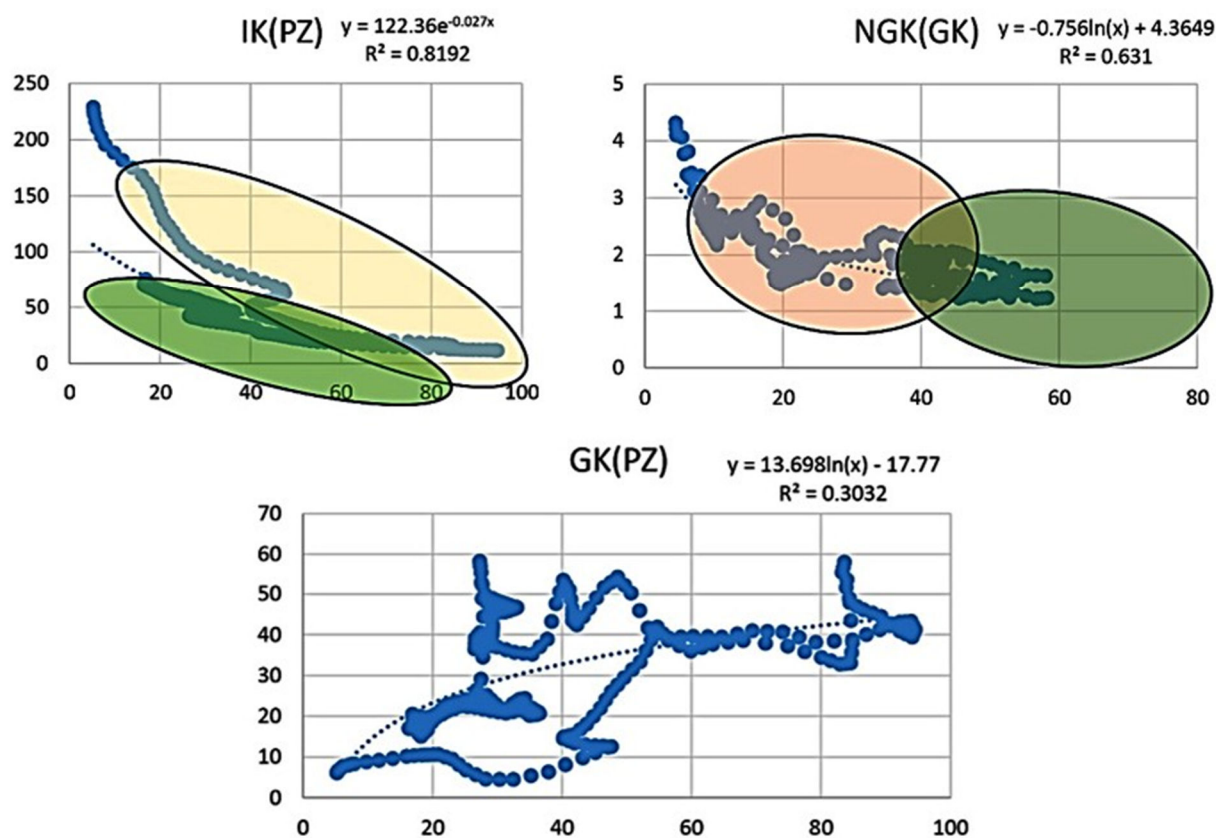 IK(PZ) y = 122.36e⁻⁰·⁰²⁷ˣ
R² = 0.8192
250
200
150
100
50
0
0 20 40 60 80 100
NGK(GK) y = -0.756ln(x) + 4.3649
R² = 0.631
5
4
3
2
1
0
0 20 40 60 80
GK(PZ) y = 13.698ln(x) - 17.77
R² = 0.3032
70
60
50
40
30
20
10
0
0 20 40 60 80 100